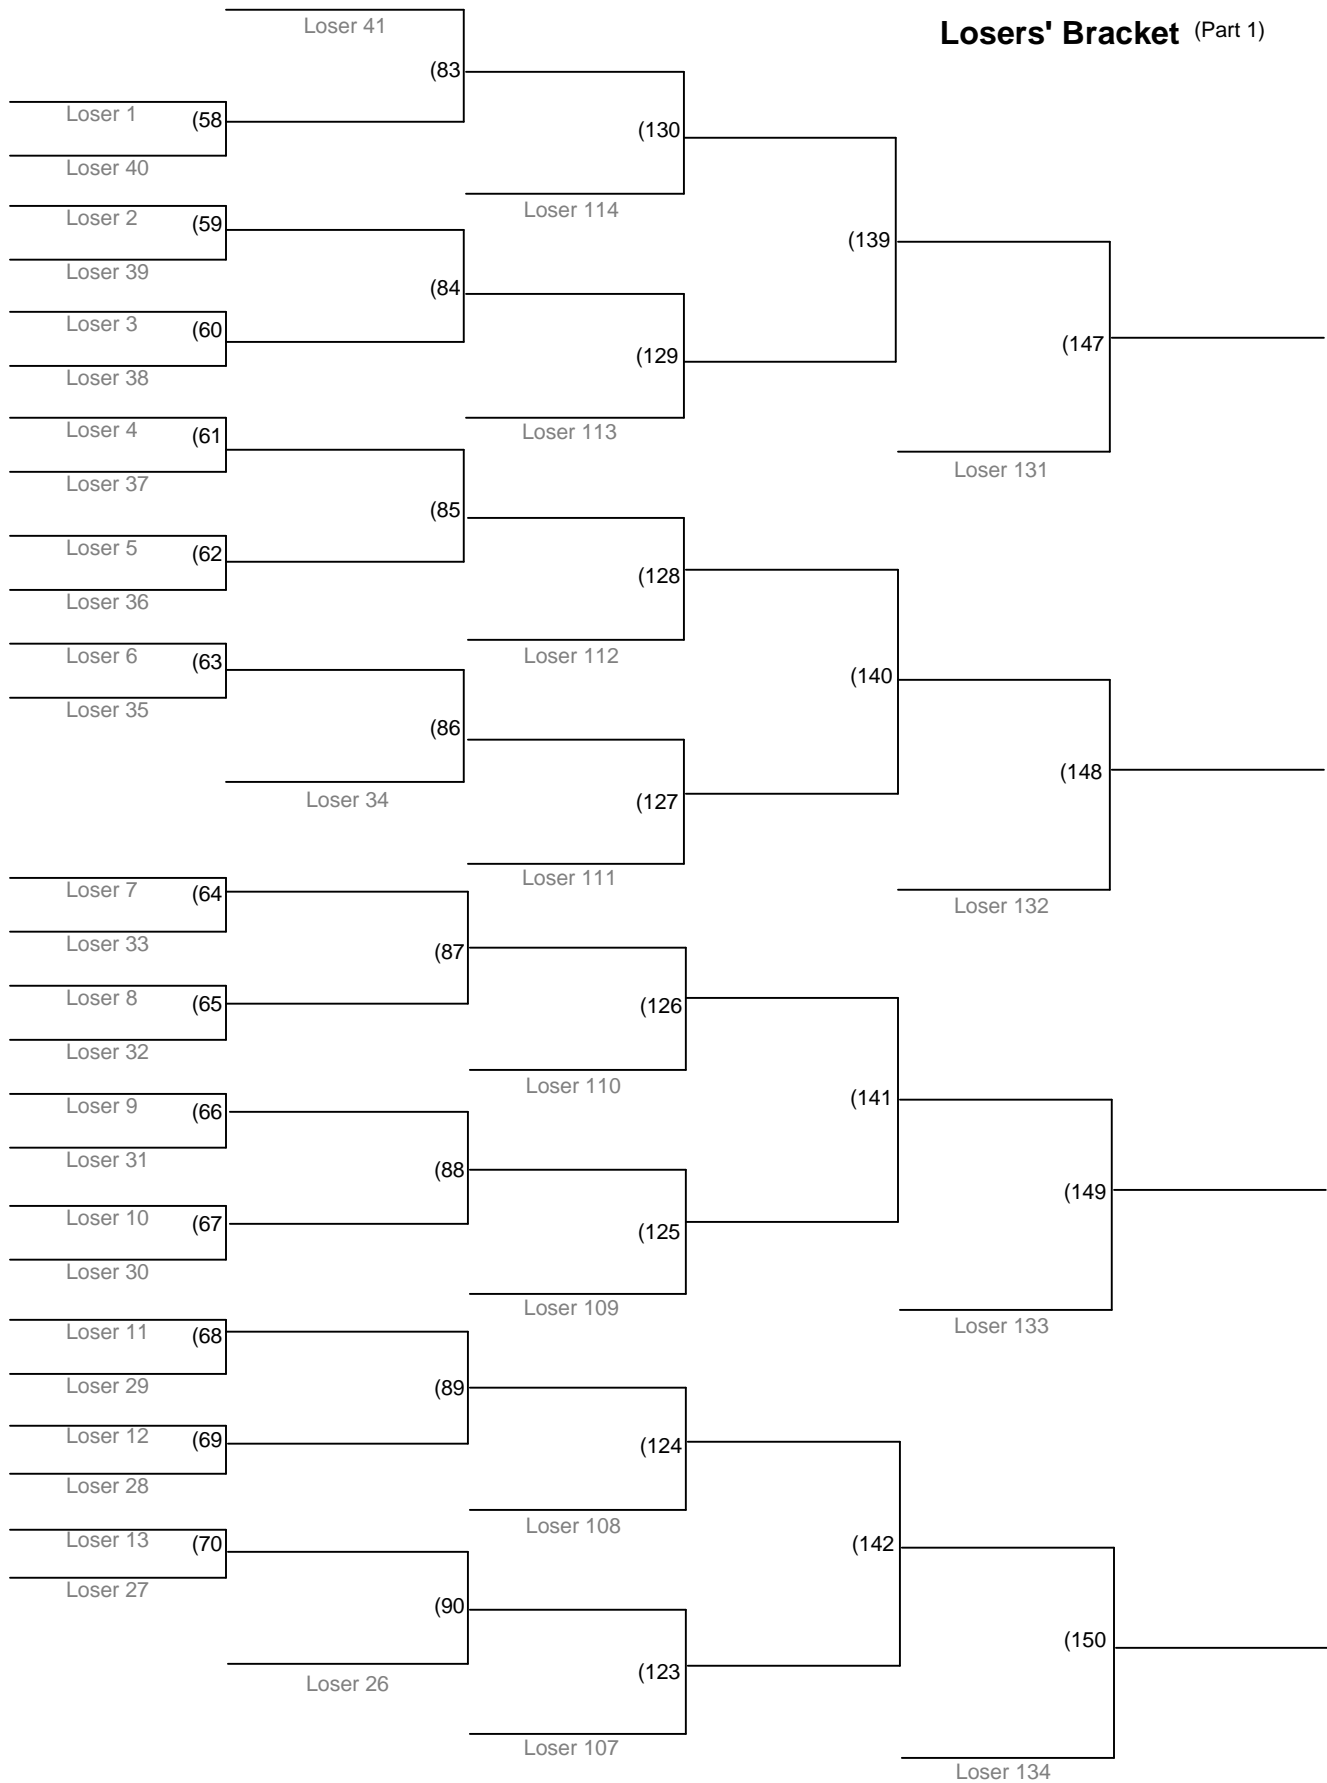 Loser 41
Losers' Bracket (Part 1)
(83
Loser 1 (58
(130
Loser 40
Loser 2 (59
Loser 114
(139
Loser 39
(84
Loser 3 (60
(147
(129
Loser 38
Loser 4 (61
Loser 113
Loser 131
Loser 37
(85
Loser 5 (62
(128
Loser 36
Loser 6 (63
Loser 112
(140
Loser 35
(86
(148
Loser 34
(127
Loser 111
Loser 7 (64
Loser 132
Loser 33
(87
Loser 8 (65
(126
Loser 32
Loser 110
(141
Loser 9 (66
Loser 31
(88
(149
Loser 10 (67
(125
Loser 30
Loser 109
Loser 133
Loser 11 (68
Loser 29
(89
Loser 12 (69
(124
Loser 28
Loser 108
Loser 13 (70
(142
Loser 27
(90
(150
(123
Loser 26
Loser 107
Loser 134